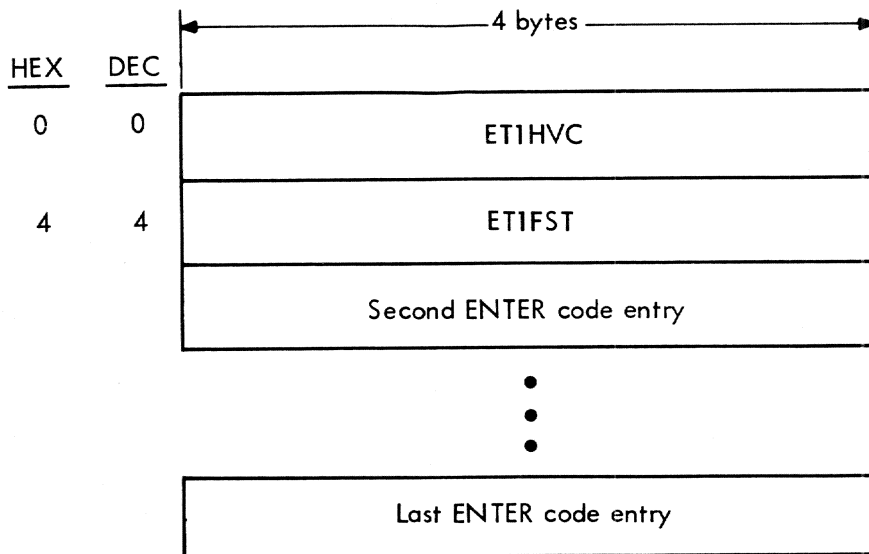 4 bytes
HEX DEC
0 0 ET1HVC
4 4 ET1FST
Second ENTER code entry
Last ENTER code entry